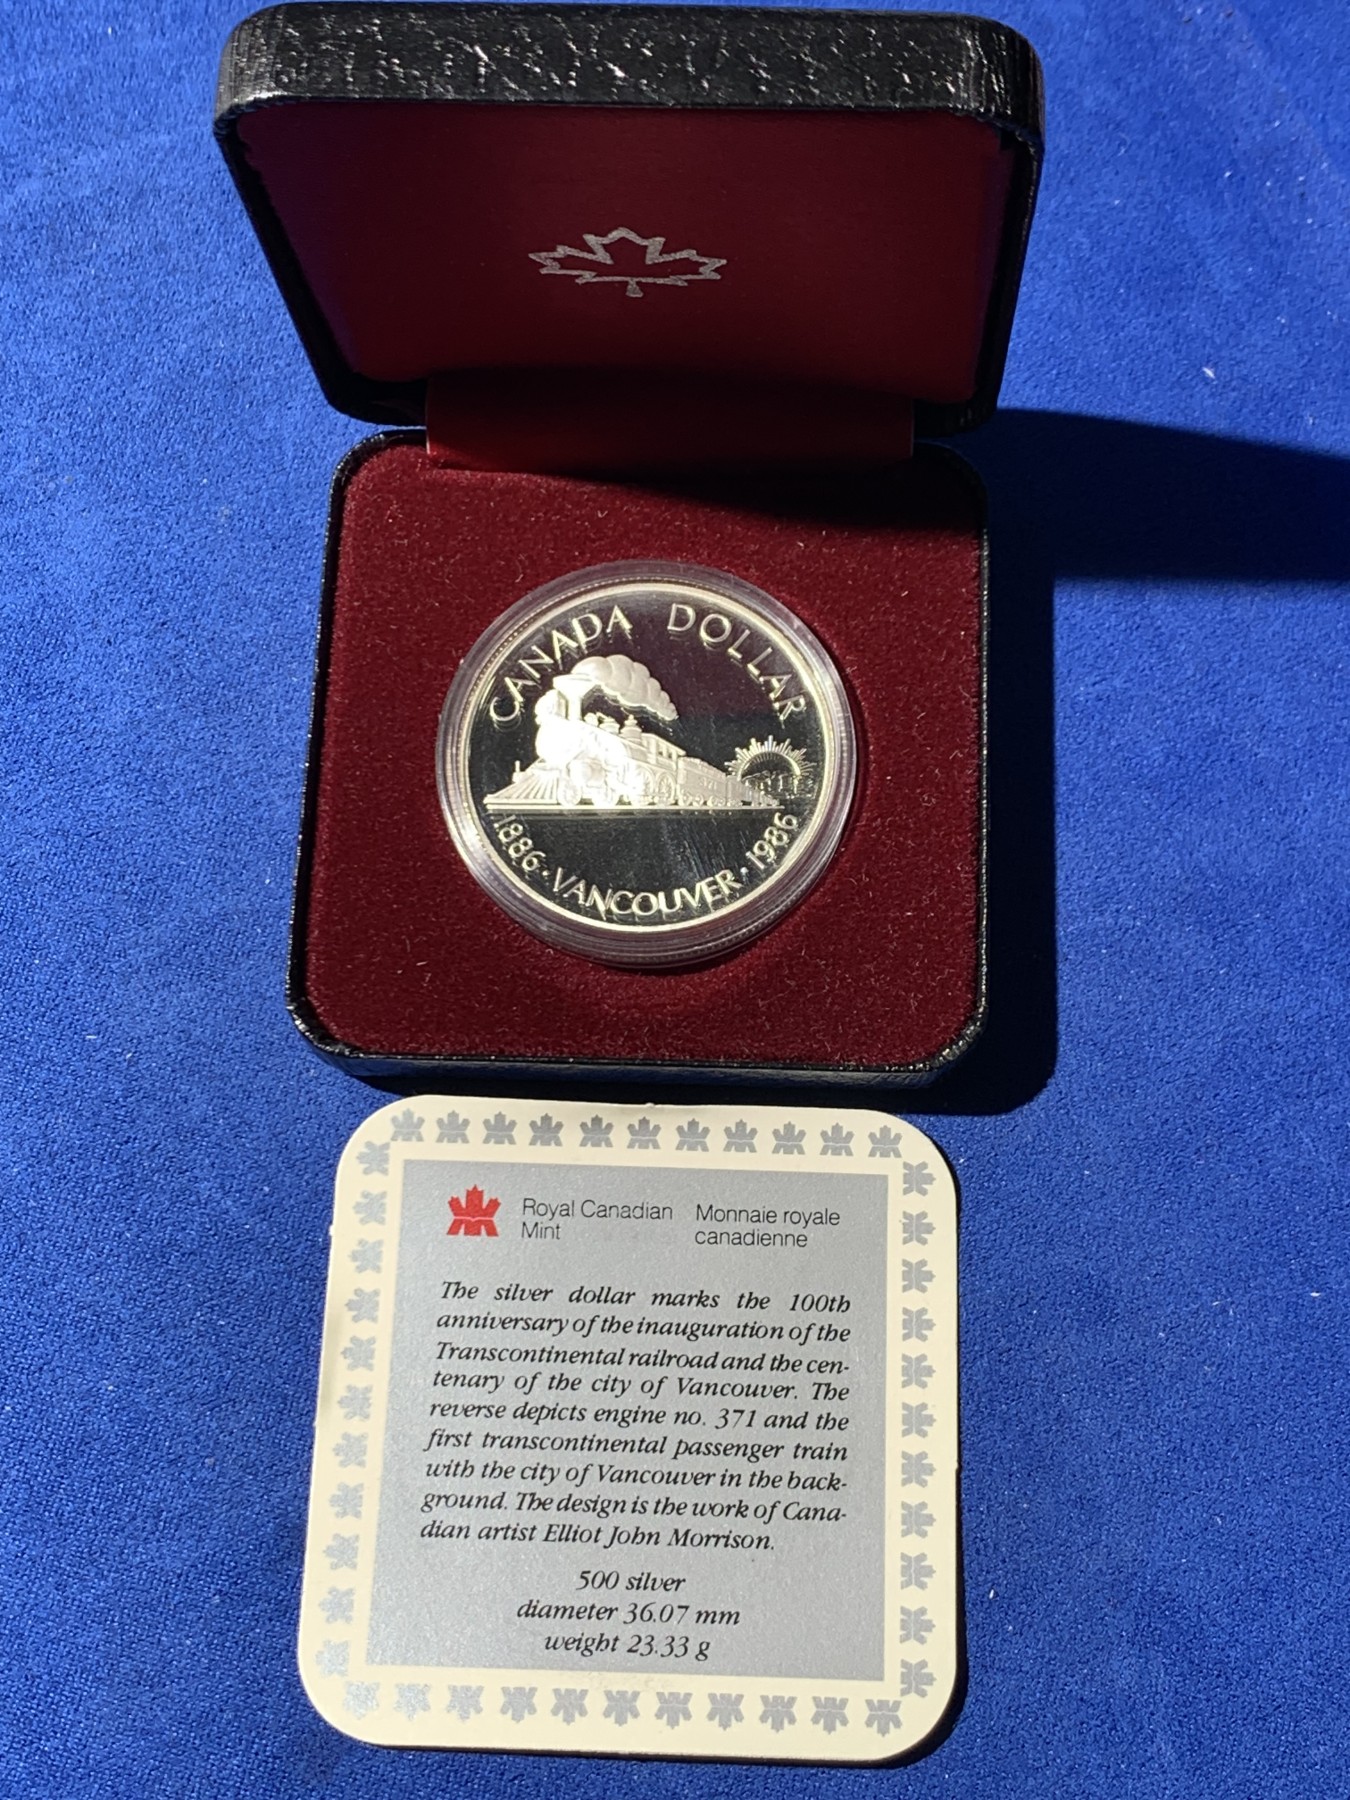 CANADA DOLLAR
1886 · VANCOUVER · 1986
Royal Canadian
Mint
Monnaie royale
canadienne
The silver dollar marks the 100th
anniversary of the inauguration of the
Transcontinental railroad and the cen-
tenary of the city of Vancouver. The
reverse depicts engine no. 371 and the
first transcontinental passenger train
with the city of Vancouver in the back-
ground. The design is the work of Cana-
dian artist Elliot John Morrison.
500 silver
diameter 36.07 mm
weight 23.33 g